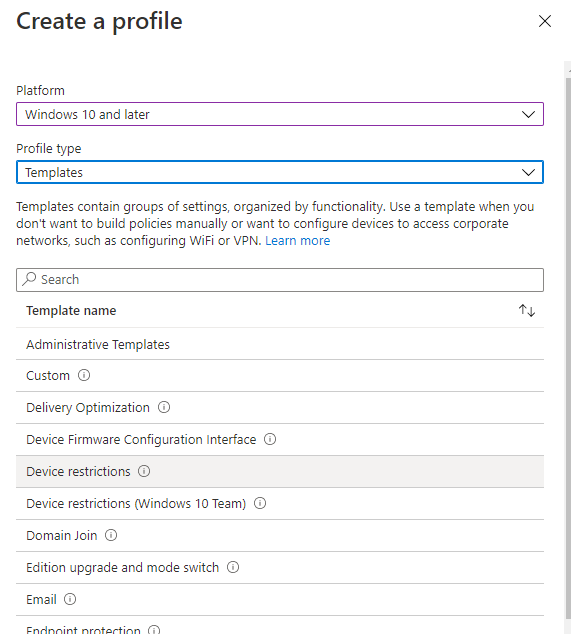 Create a profile
Platform
Windows 10 and later
Profile type
Templates
Templates contain groups of settings, organized by functionality. Use a template when you
don't want to build policies manually or want to configure devices to access corporate
networks, such as configuring WiFi or VPN. Learn more
Search
Template name
Administrative Templates
Custom
Delivery Optimization
Device Firmware Configuration Interface
Device restrictions
Device restrictions (Windows 10 Team)
Domain Join
Edition upgrade and mode switch
Email
Endpoint protection